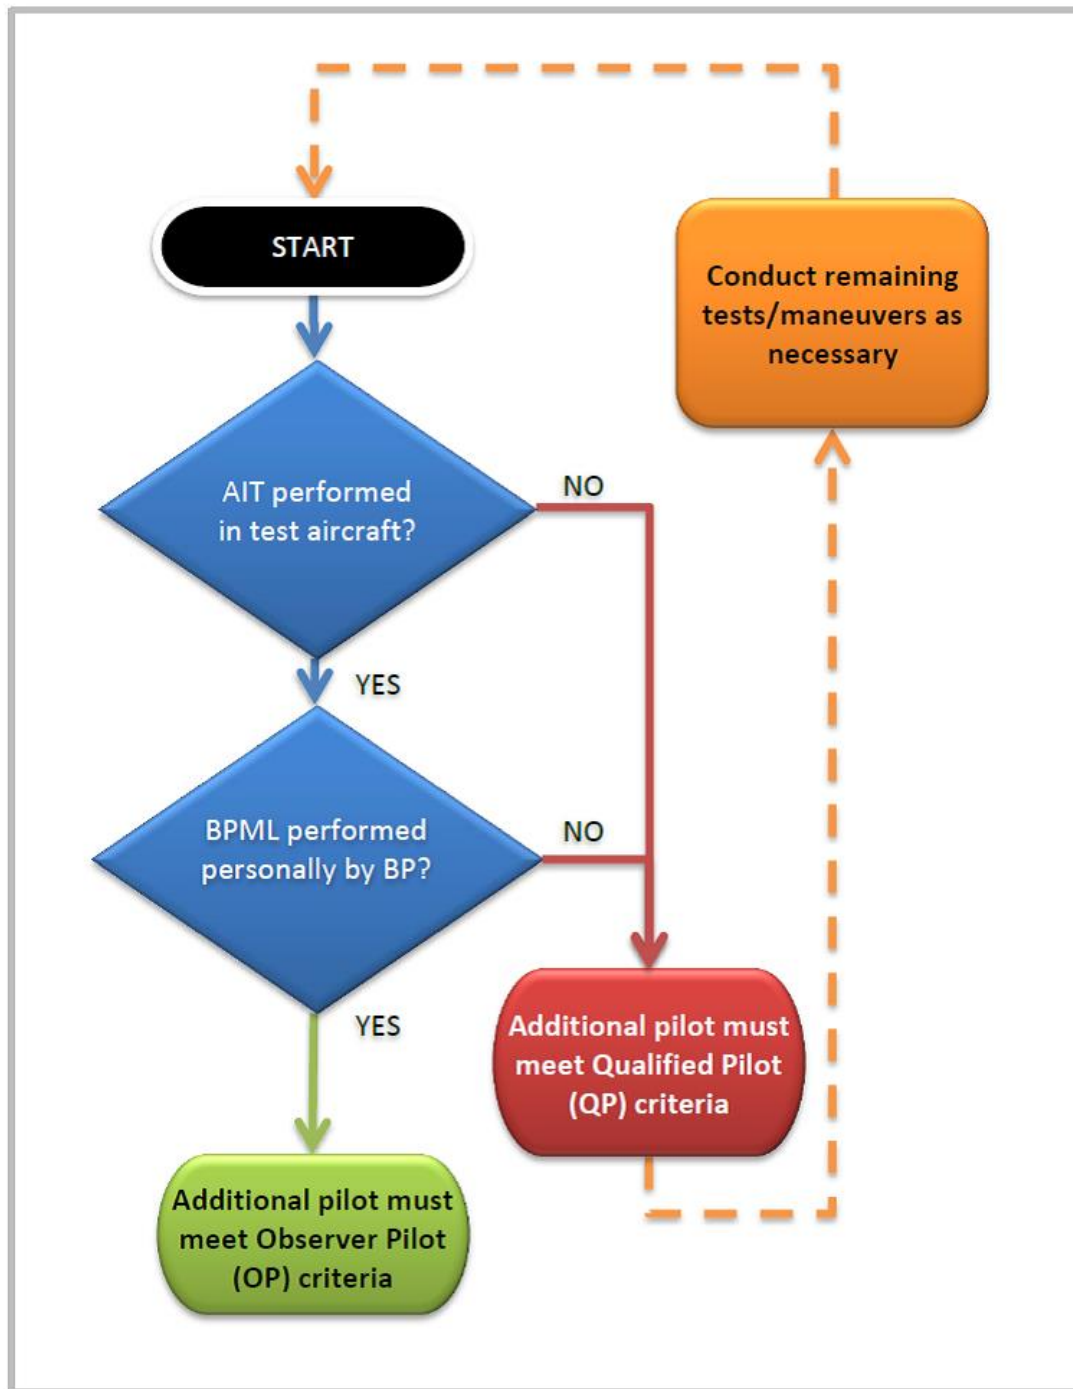 START
Conduct remaining
tests/maneuvers as
necessary
AIT performed
in test aircraft?
NO
YES
BPML performed
personally by BP?
NO
YES
Additional pilot must
meet Qualified Pilot
(QP) criteria
Additional pilot must
meet Observer Pilot
(OP) criteria